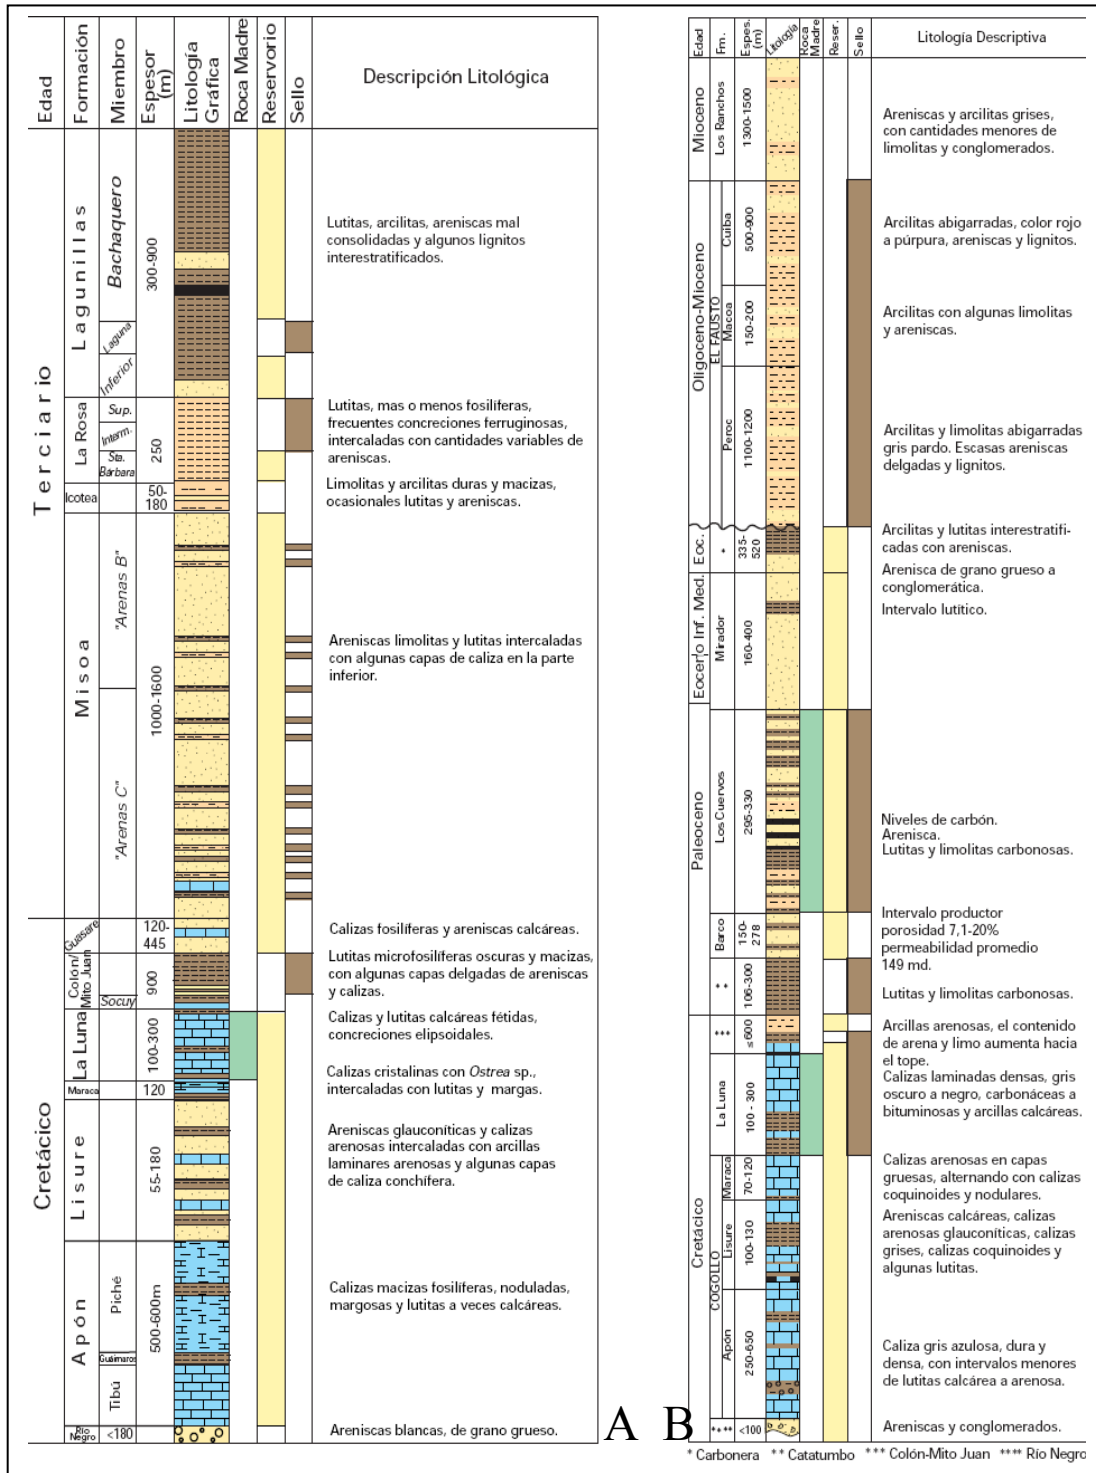 Edad
Formación
Miembro
Espesor
(m)
Litología
Gráfica
Roca Madre
Reservorio
Sello
Descripción Litológica
Terciario
Lagunillas
Bachaquero
300-900
Lutitas, arcilitas, areniscas mal
consolidadas y algunos lignitos
interestratificados.
Laguna
Inferior
La Rosa
Sup.
Interm.
Sta.
Bárbara
250
Lutitas, mas o menos fosilíferas,
frecuentes concreciones ferruginosas,
intercaladas con cantidades variables de
areniscas.
Icotea
50-
180
Limolitas y arcilitas duras y macizas,
ocasionales lutitas y areniscas.
Misoa
"Arenas B"
"Arenas C"
1000-1600
Areniscas limolitas y lutitas intercaladas
con algunas capas de caliza en la parte
inferior.
Cretácico
Guasare
120-
445
Calizas fosilíferas y areniscas calcáreas.
Colón/
Mito Juan
Socuy
900
Lutitas microfosilíferas oscuras y macizas,
con algunas capas delgadas de areniscas
y calizas.
La Luna
100-300
Calizas y lutitas calcáreas fétidas,
concreciones elipsoidales.
Maraca
120
Calizas cristalinas con Ostrea sp.,
intercaladas con lutitas y margas.
Lisure
55-180
Areniscas glauconíticas y calizas
arenosas intercaladas con arcillas
laminares arenosas y algunas capas
de caliza conchífera.
Apón
Piché
Guáimaros
Tibú
500-600m
Calizas macizas fosilíferas, noduladas,
margosas y lutitas a veces calcáreas.
Río
Negro
<180
Areniscas blancas, de grano grueso.
A B
Edad
Fm.
Espes.
(m)
Litología
Roca
Madre
Reser.
Sello
Litología Descriptiva
Mioceno
Los Ranchos
1300-1500
Areniscas y arcilitas grises,
con cantidades menores de
limolitas y conglomerados.
Oligoceno-Mioceno
EL FAUSTO
Cuiba
500-900
Arcilitas abigarradas, color rojo
a púrpura, areniscas y lignitos.
Macoa
150-200
Arcilitas con algunas limolitas
y areniscas.
Peroc
1100-1200
Arcilitas y limolitas abigarradas
gris pardo. Escasas areniscas
delgadas y lignitos.
Eoc.
*
335-
520
Arcilitas y lutitas interestratifi-
cadas con areniscas.
Eocerío Inf. Med.
Mirador
160-400
Arenisca de grano grueso a
conglomerática.
Intervalo lutítico.
Paleoceno
Los Cuervos
295-330
Niveles de carbón.
Arenisca.
Lutitas y limolitas carbonosas.
Barco
150-
278
Intervalo productor
porosidad 7,1-20%
permeabilidad promedio
149 md.
* *
106-300
Lutitas y limolitas carbonosas.
Cretácico
***
≤600
Arcillas arenosas, el contenido
de arena y limo aumenta hacia
el tope.
La Luna
100 - 300
Calizas laminadas densas, gris
oscuro a negro, carbonáceas a
bituminosas y arcillas calcáreas.
COGOLLO
Maraca
70-120
Calizas arenosas en capas
gruesas, alternando con calizas
coquinoides y nodulares.
Lisure
100-130
Areniscas calcáreas, calizas
arenosas glauconíticas, calizas
grises, calizas coquinoides y
algunas lutitas.
Apón
250-650
Caliza gris azulosa, dura y
densa, con intervalos menores
de lutitas calcárea a arenosa.
****
<100
Areniscas y conglomerados.
* Carbonera ** Catatumbo *** Colón-Mito Juan **** Río Negro